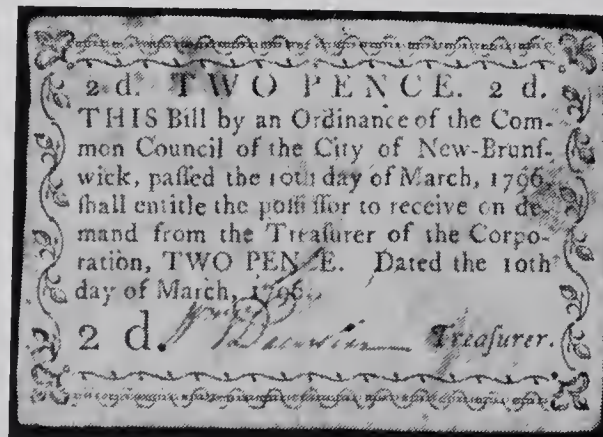 2 d. TWO PENCE. 2 d.
THIS Bill by an Ordinance of the Com-
mon Council of the City of New-Brunſ-
wick, paſſed the 10th day of March, 1796,
ſhall entitle the poſſeſſor to receive on de-
mand from the Treaſurer of the Corpo-
ration, TWO PENCE. Dated the 10th
day of March, 1796.
2 d. Treaſurer.